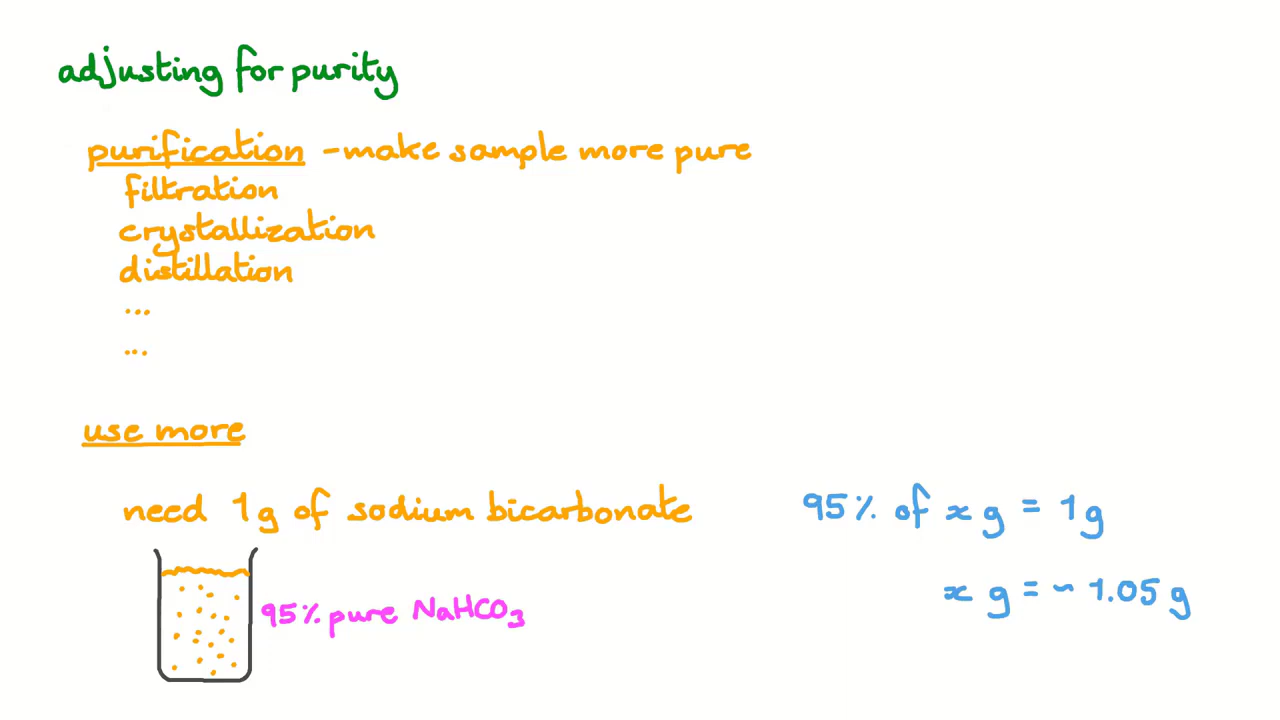 adjusting for purity
purification - make sample more pure
filtration
crystallization
distillation
...
...
use more
need 1g of sodium bicarbonate
95% of x g = 1g
x g = ~ 1.05 g
95% pure NaHCO₃